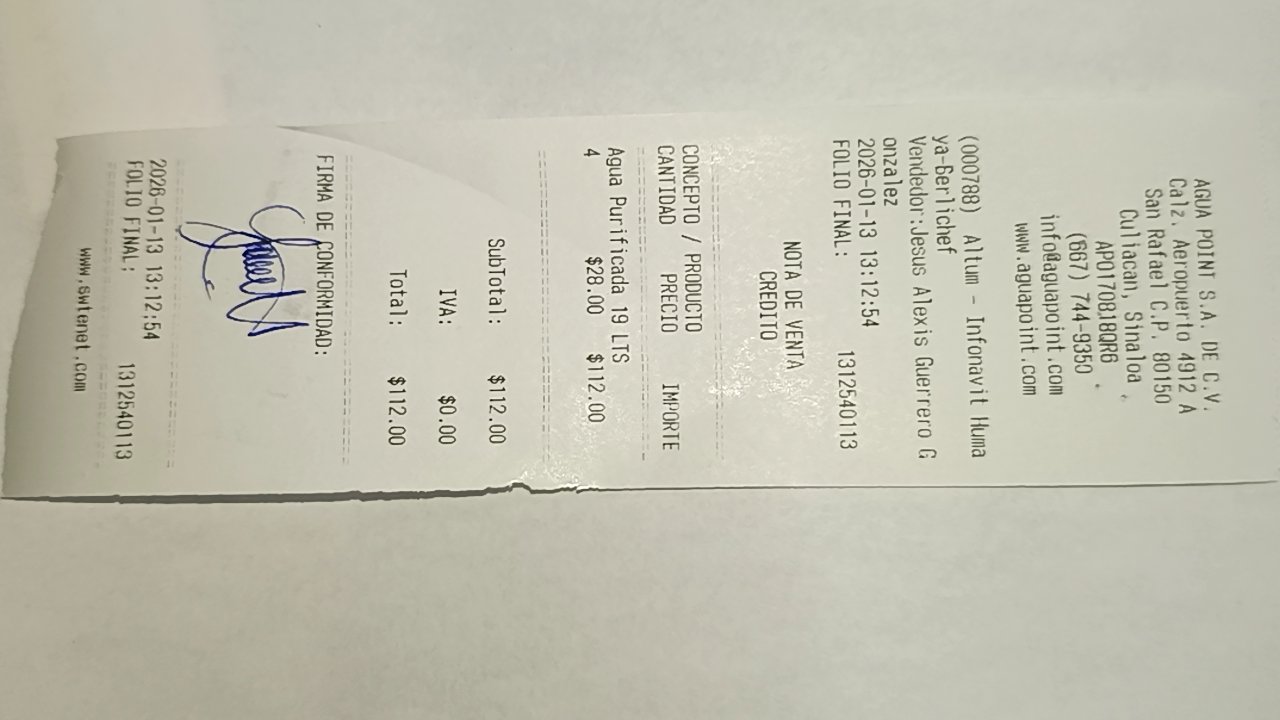 AGUA POINT S.A. DE C.V.
Calz. Aeropuerto 4912 A
San Rafael C.P. 80150
Culiacan, Sinaloa.
APO170818QR6
(667) 744-9350
info@aguapoint.com
www.aguapoint.com
(000788) Altum - Infonavit Huma
ya-Berlichef
Vendedor:Jesus Alexis Guerrero G
onzalez
2026-01-13 13:12:54
FOLIO FINAL: 1312540113
NOTA DE VENTA
CREDITO
CONCEPTO / PRODUCTO
CANTIDAD PRECIO IMPORTE
Agua Purificada 19 LTS
4 $28.00 $112.00
SubTotal: $112.00
IVA: $0.00
Total: $112.00
FIRMA DE CONFORMIDAD:
2026-01-13 13:12:54
FOLIO FINAL: 1312540113
www.swtenet.com